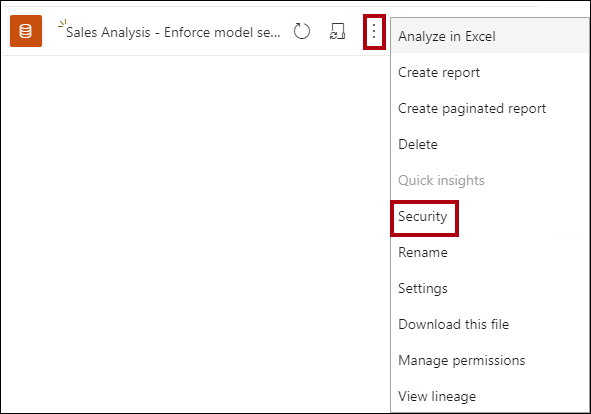 Sales Analysis - Enforce model se...
Analyze in Excel
Create report
Create paginated report
Delete
Quick insights
Security
Rename
Settings
Download this file
Manage permissions
View lineage